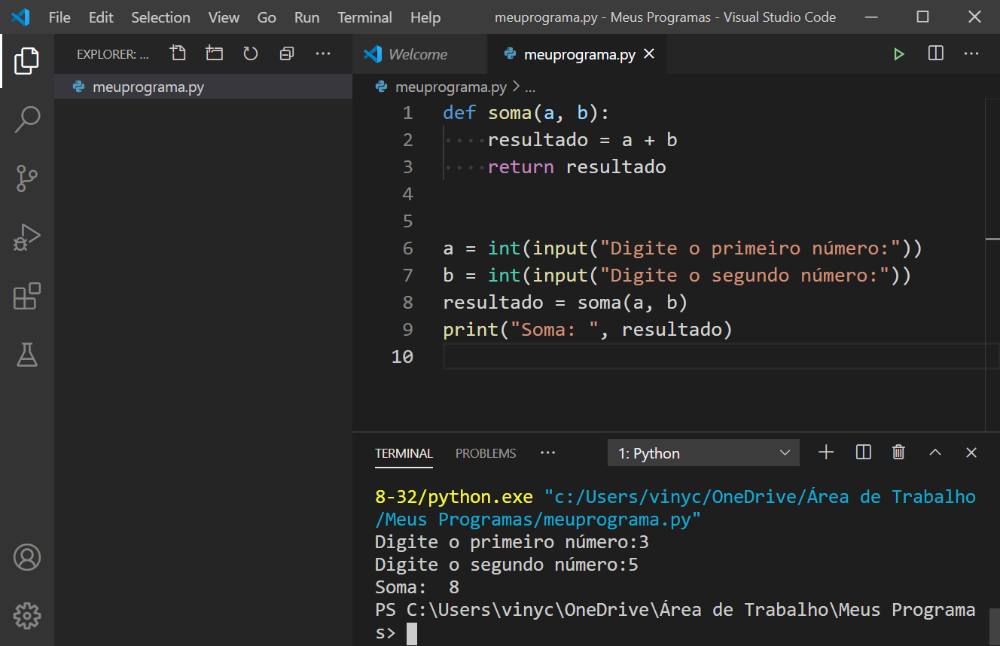 File Edit Selection View Go Run Terminal Help meuprograma.py - Meus Programas - Visual Studio Code
EXPLORER: ...
meuprograma.py
Welcome meuprograma.py
meuprograma.py > ...
1 def soma(a, b):
2 ····resultado = a + b
3 ····return resultado
4
5
6 a = int(input("Digite o primeiro número:"))
7 b = int(input("Digite o segundo número:"))
8 resultado = soma(a, b)
9 print("Soma: ", resultado)
10
TERMINAL PROBLEMS ··· 1: Python
8-32/python.exe "c:/Users/vinyc/OneDrive/Área de Trabalho
/Meus Programas/meuprograma.py"
Digite o primeiro número:3
Digite o segundo número:5
Soma:  8
PS C:\Users\vinyc\OneDrive\Área de Trabalho\Meus Programa
s>